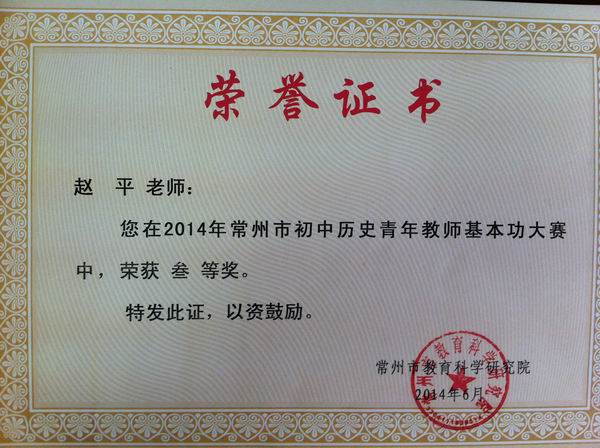 荣誉证书
赵 平 老师：
您在2014年常州市初中历史青年教师基本功大赛
中，荣获 叁 等奖。
特发此证，以资鼓励。
常州市教育科学研究院
2014年6月